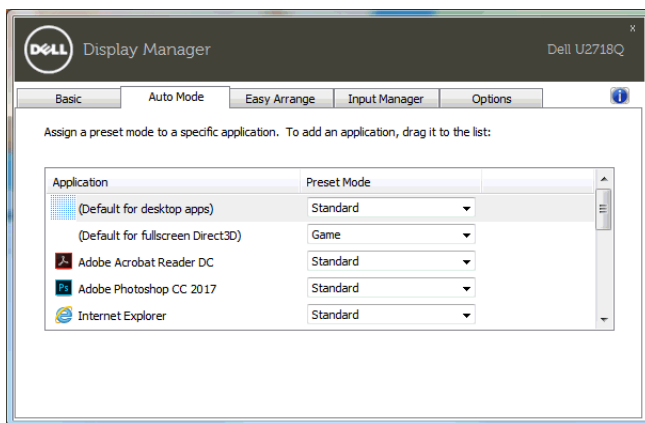 DELL Display Manager x
Dell U2718Q
Basic Auto Mode Easy Arrange Input Manager Options
Assign a preset mode to a specific application. To add an application, drag it to the list:
Application Preset Mode
(Default for desktop apps) Standard
(Default for fullscreen Direct3D) Game
Adobe Acrobat Reader DC Standard
Ps Adobe Photoshop CC 2017 Standard
Internet Explorer Standard